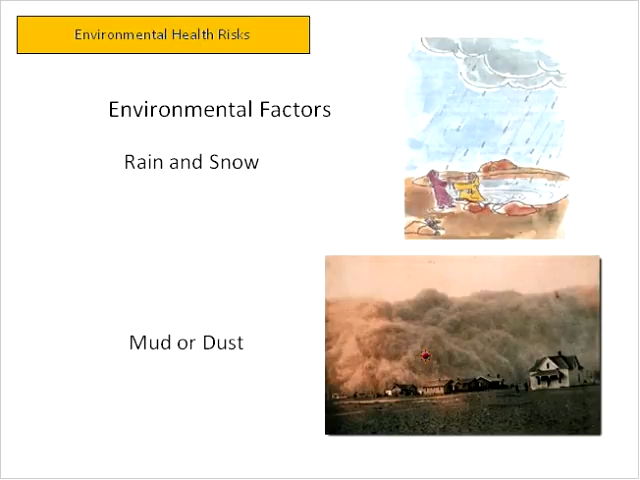 Environmental Health Risks
Environmental Factors
Rain and Snow
Mud or Dust